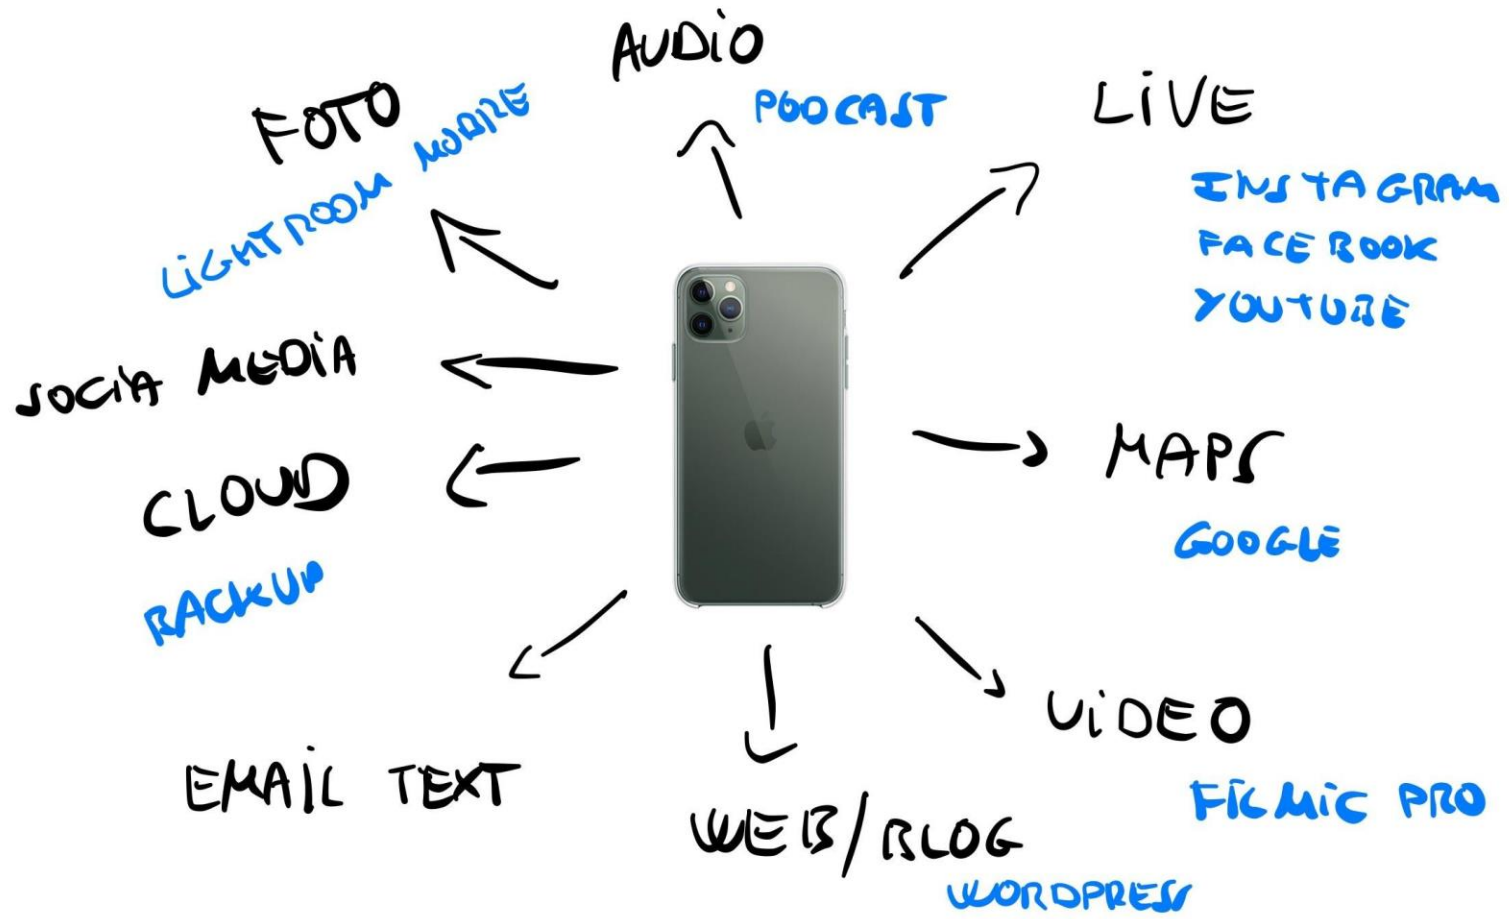 AUDIO
PODCAST
FOTO
LIGHTROOM MOBILE
LIVE
INSTAGRAM
FACEBOOK
YOUTUBE
SOCIA MEDIA
CLOUD
BACKUP
MAPS
GOOGLE
EMAIL TEXT
WEB/BLOG
WORDPRESS
VIDEO
FILMIC PRO